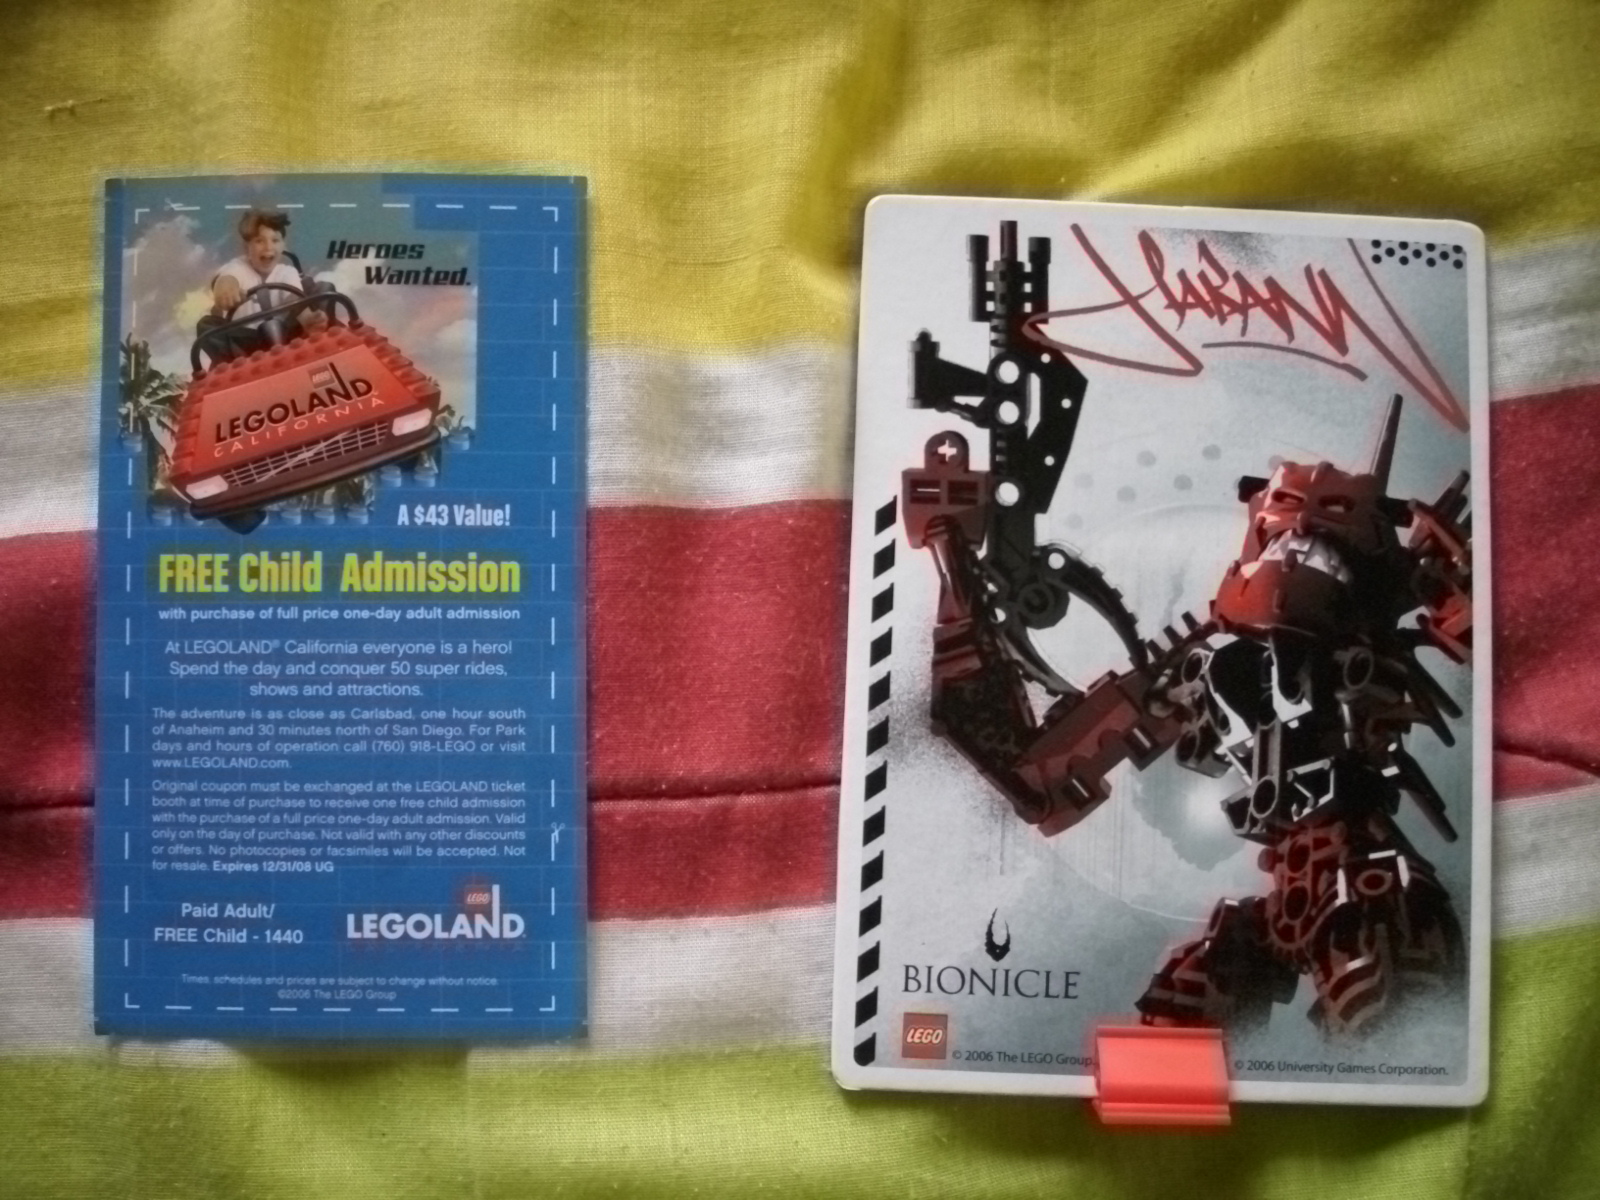 Heroes
Wanted.
LEGO
LEGOLAND
CALIFORNIA
A $43 Value!
FREE Child Admission
with purchase of full price one-day adult admission
At LEGOLAND® California everyone is a hero!
Spend the day and conquer 50 super rides,
shows and attractions.
The adventure is as close as Carlsbad, one hour south
of Anaheim and 30 minutes north of San Diego. For Park
days and hours of operation call (760) 918-LEGO or visit
www.LEGOLAND.com.
Original coupon must be exchanged at the LEGOLAND ticket
booth at time of purchase to receive one free child admission
with the purchase of a full price one-day adult admission. Valid
only on the day of purchase. Not valid with any other discounts
or offers. No photocopies or facsimiles will be accepted. Not
for resale. Expires 12/31/08 UG
Paid Adult/
FREE Child - 1440
LEGO
LEGOLAND
Times, schedules and prices are subject to change without notice.
©2006 The LEGO Group
HAKANN
BIONICLE
LEGO
© 2006 The LEGO Group.
© 2006 University Games Corporation.